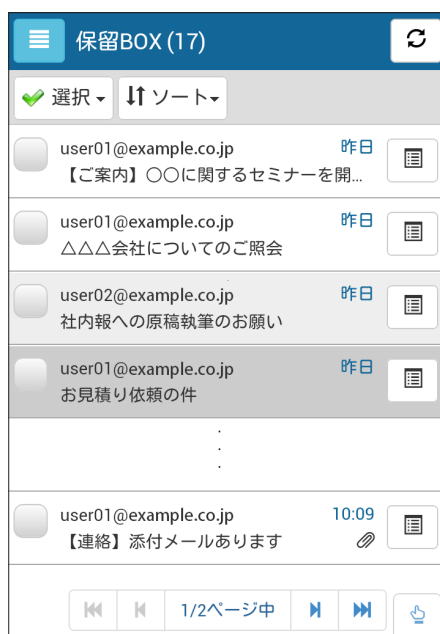 保留BOX (17)
選択 ソート
user01@example.co.jp 昨日
【ご案内】〇〇に関するセミナーを開...
user01@example.co.jp 昨日
△△△会社についてのご照会
user02@example.co.jp 昨日
社内報への原稿執筆のお願い
user01@example.co.jp 昨日
お見積り依頼の件
user01@example.co.jp 10:09
【連絡】添付メールあります
1/2ページ中